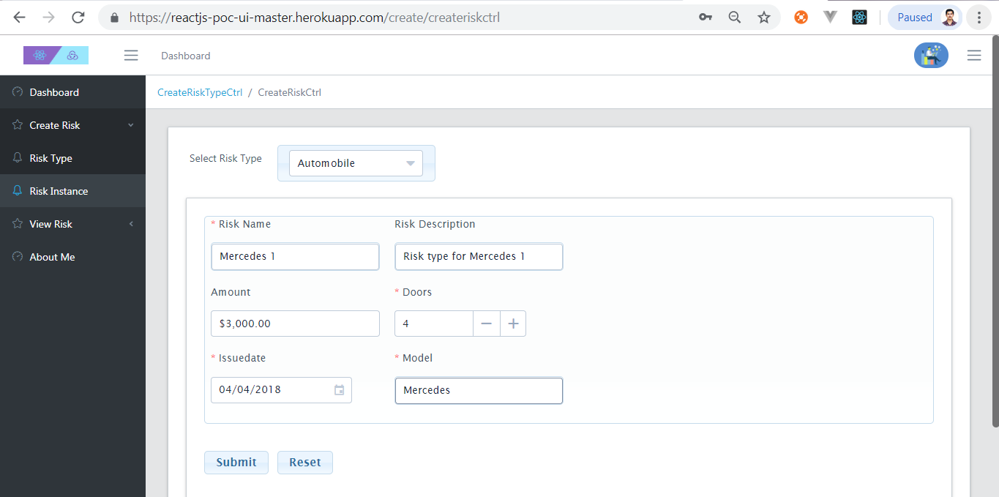 https://reactjs-poc-ui-master.herokuapp.com/create/createriskctrl
Paused
Dashboard
Dashboard
Create Risk
Risk Type
Risk Instance
View Risk
About Me
CreateRiskTypeCtrl / CreateRiskCtrl
Select Risk Type
Automobile
* Risk Name Risk Description
Mercedes 1 Risk type for Mercedes 1
Amount * Doors
$3,000.00 4
* Issuedate * Model
04/04/2018 Mercedes
Submit Reset